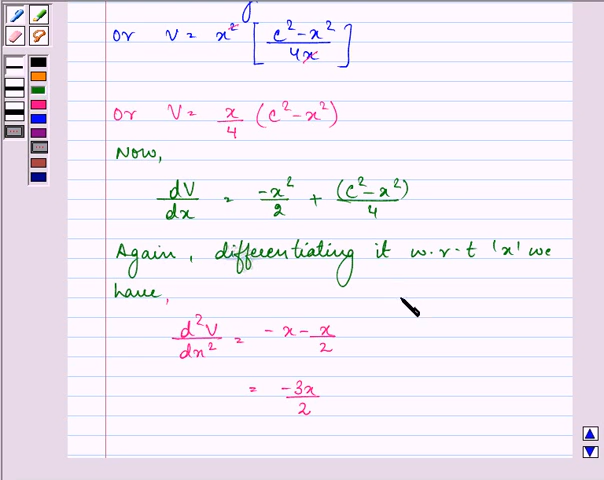 or V = x² [ (c² - x²) / 4x ]
or V = x/4 (c² - x²)
Now,
dV/dx = -x²/2 + (c² - x²)/4
Again, differentiating it w.r.t 'x' we
have,
d²V/dx² = -x - x/2
= -3x/2